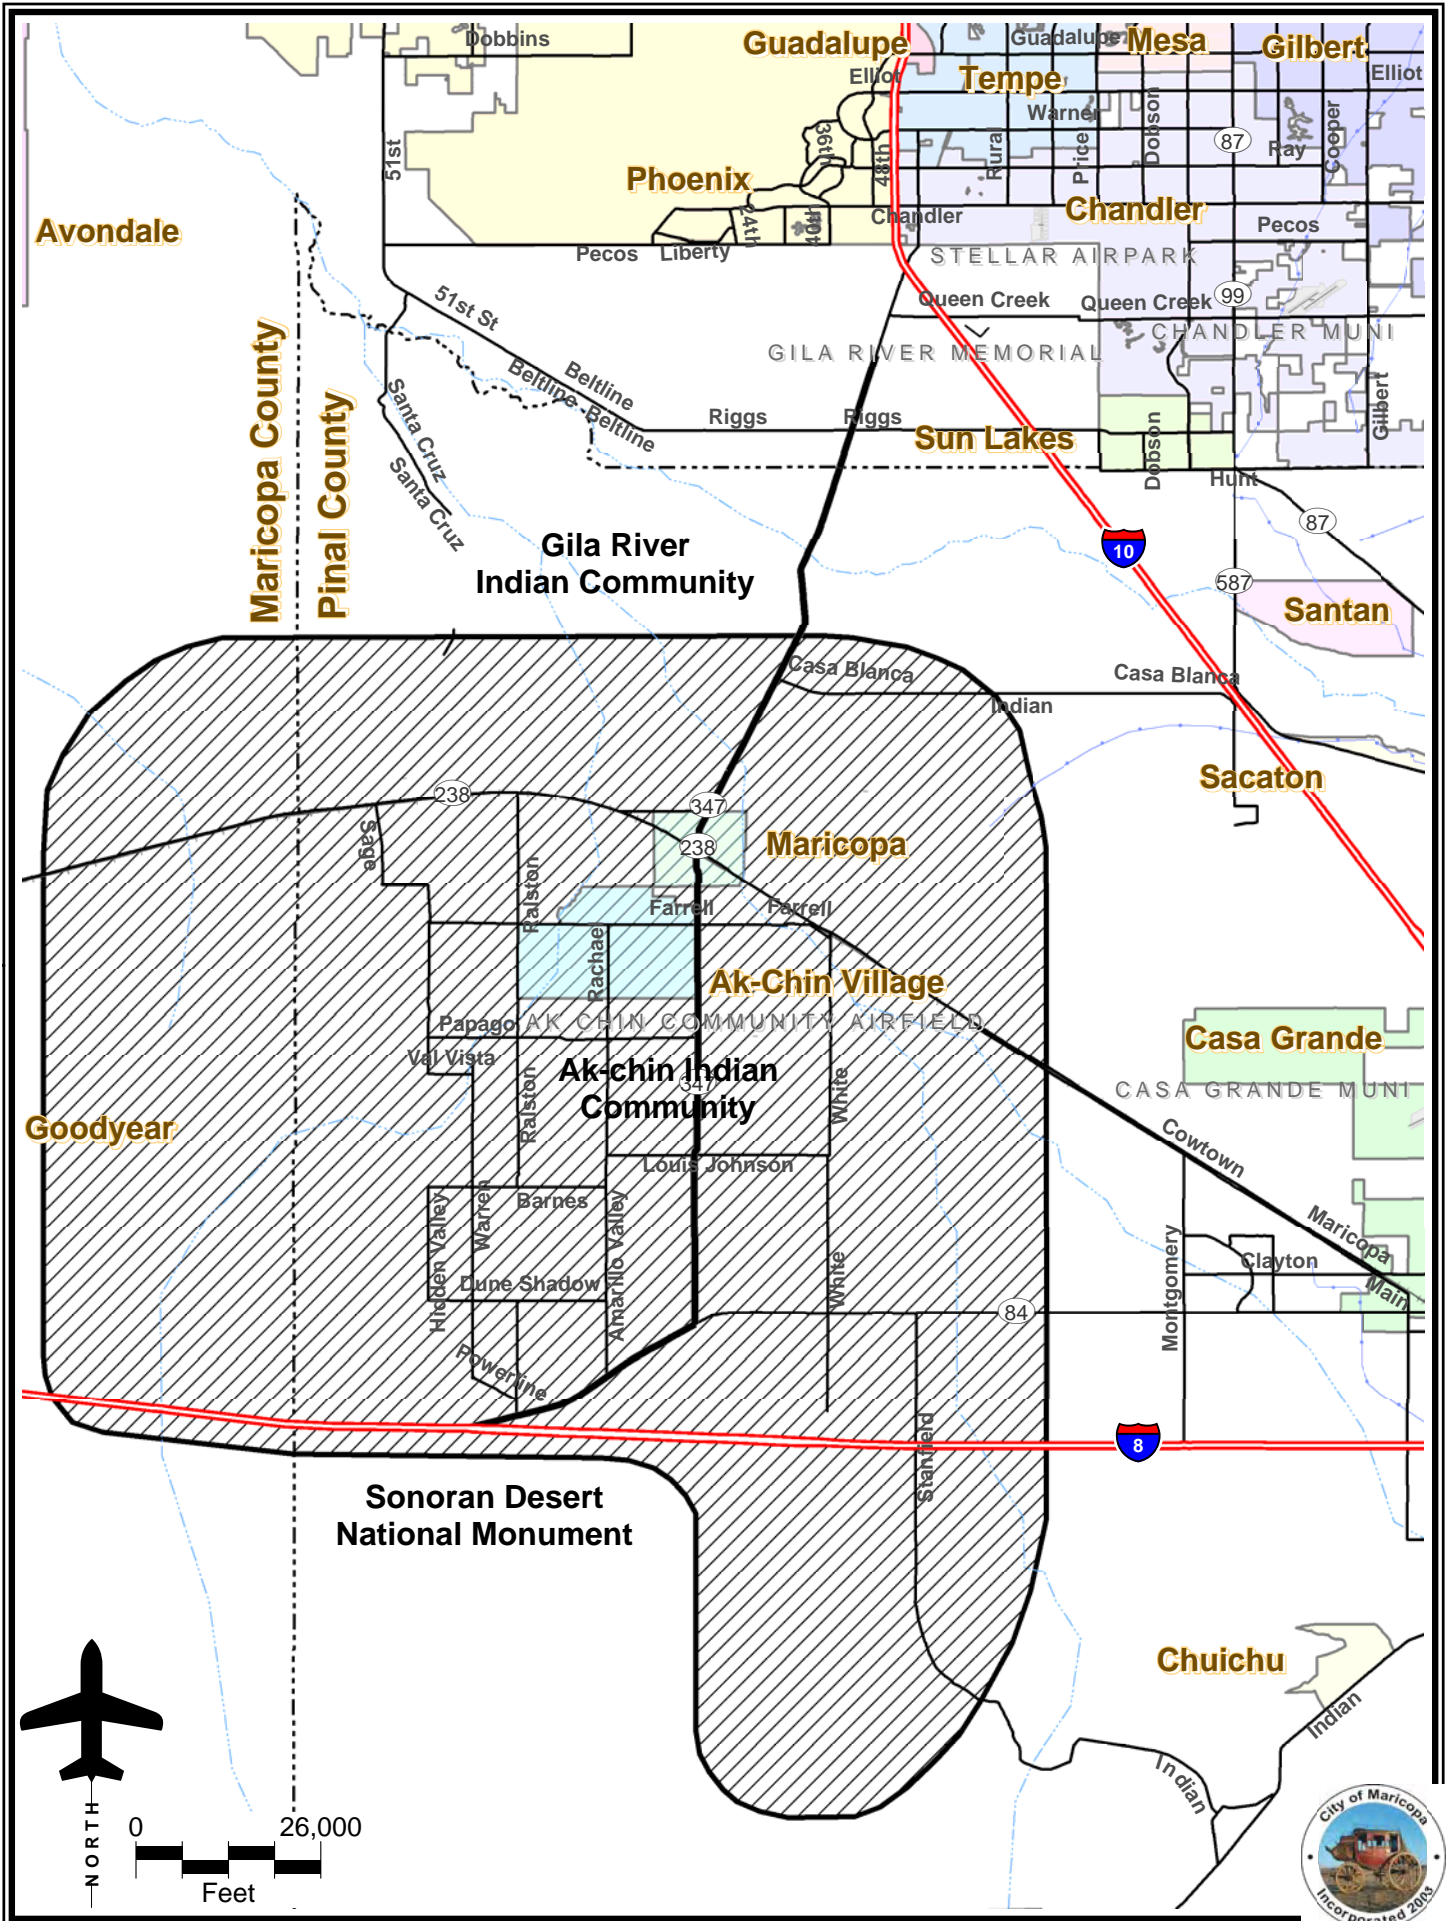 Dobbins
Guadalupe
Guadalupe
Mesa
Gilbert
Elliot
Tempe
Elliot
Warner
Dobson
Cooper
87
Ray
36th
48th
Rural
Price
51st
Phoenix
Avondale
24th
40th
Chandler
Chandler
Pecos
Pecos
Liberty
STELLAR AIRPARK
51st St
Queen Creek
Queen Creek
99
CHANDLER MUNI
GILA RIVER MEMORIAL
Maricopa County
Pinal County
Beltline
Beltline
Beltline
Santa Cruz
Santa Cruz
Riggs
Riggs
Sun Lakes
Dobson
Gilbert
Hunt
87
Gila River
Indian Community
10
587
Santan
Casa Blanca
Casa Blanca
Indian
Sacaton
238
347
Sage
238
Maricopa
Ralston
Farrell
Farrell
Rachael
Ak-Chin Village
Papago
AK CHIN COMMUNITY AIRFIELD
Val Vista
Casa Grande
Ak-chin Indian
Community
347
CASA GRANDE MUNI
Ralston
White
Goodyear
Cowtown
Louis Johnson
Barnes
Hidden Valley
Warren
Amarillo Valley
Maricopa
Montgomery
Clayton
Dune Shadow
White
Main
84
Powerline
Stanfield
8
Sonoran Desert
National Monument
Chuichu
Indian
Indian
NORTH
0
26,000
Feet
City of Maricopa
Incorporated 2003